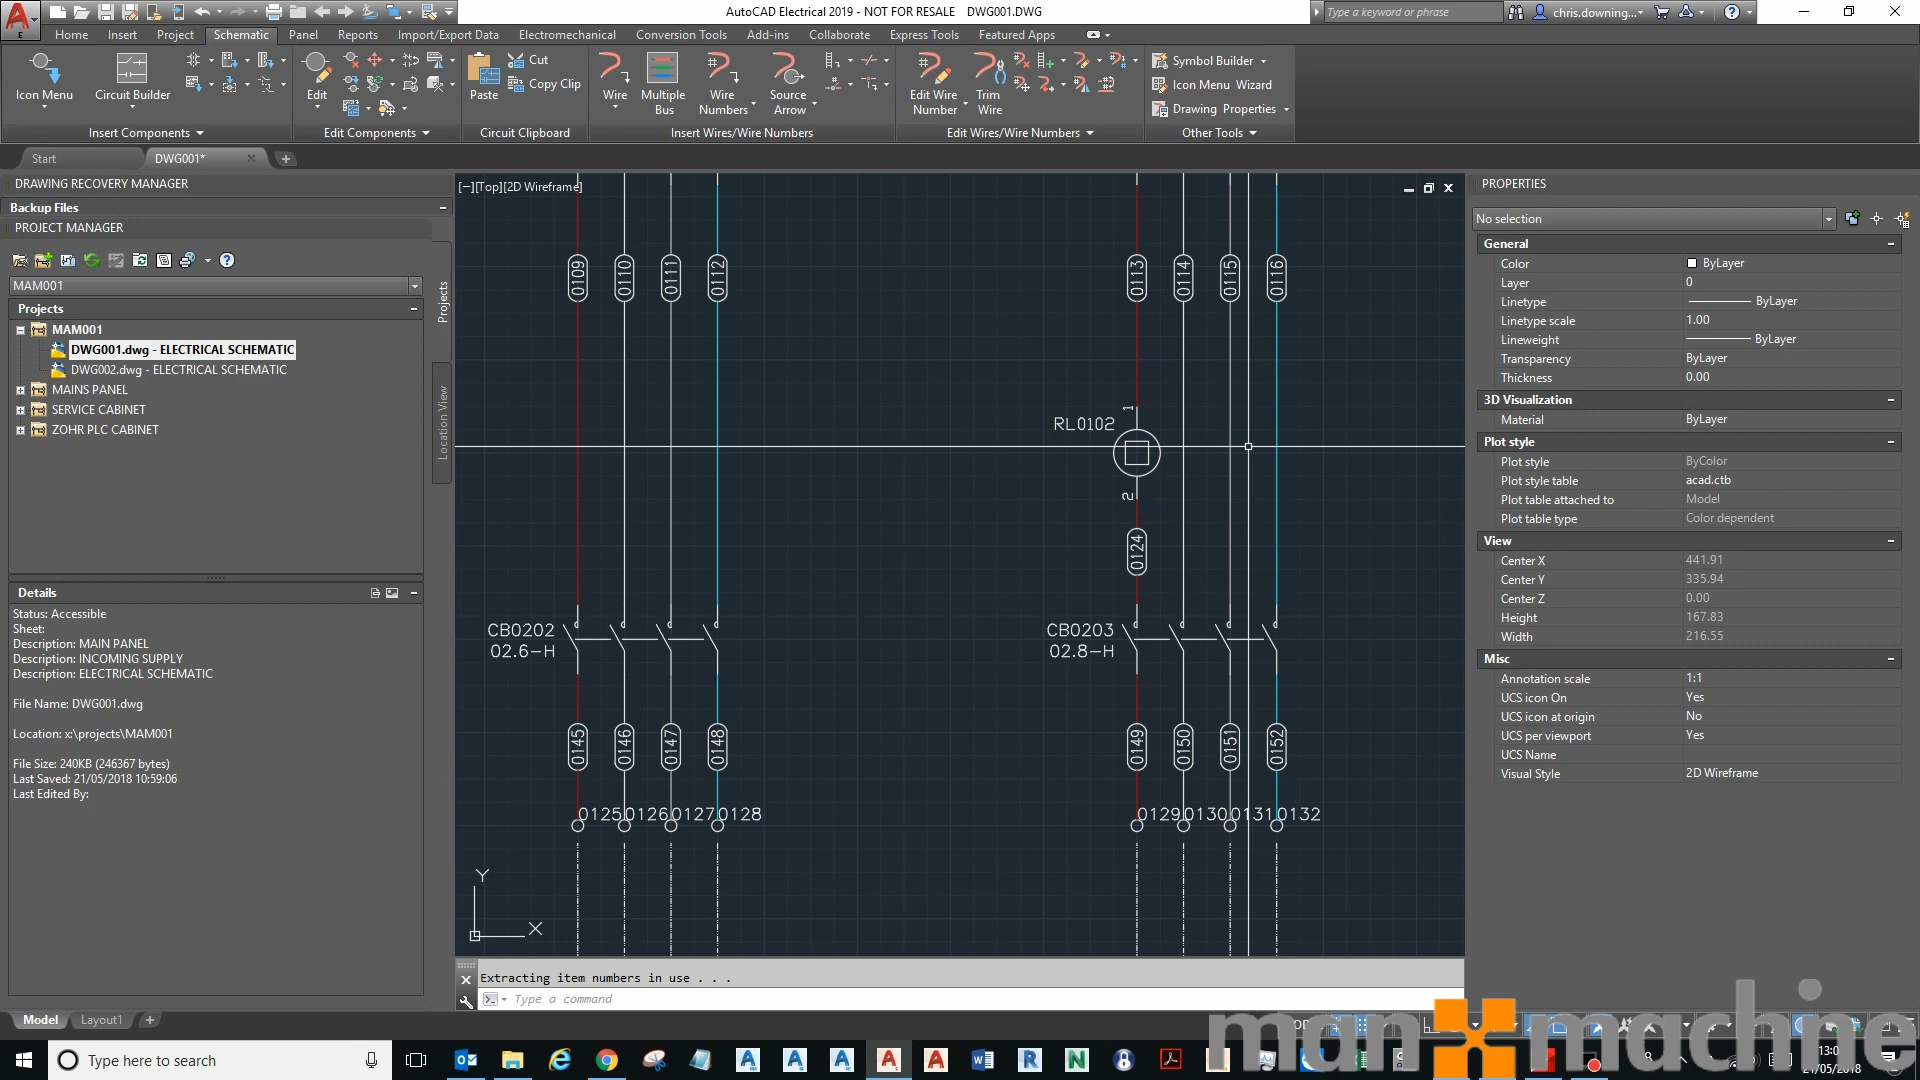 AutoCAD Electrical 2019 - NOT FOR RESALE DWG001.DWG
Type a keyword or phrase
chris.downing...
Home Insert Project Schematic Panel Reports Import/Export Data Electromechanical Conversion Tools Add-ins Collaborate Express Tools Featured Apps
Icon Menu
Circuit Builder
Insert Components
Edit
Edit Components
Paste
Cut
Copy Clip
Circuit Clipboard
Wire
Multiple Bus
Wire Numbers
Source Arrow
Insert Wires/Wire Numbers
Edit Wire Number
Trim Wire
Edit Wires/Wire Numbers
Symbol Builder
Icon Menu Wizard
Drawing Properties
Other Tools
Start
DWG001*
DRAWING RECOVERY MANAGER
Backup Files
PROJECT MANAGER
MAM001
Projects
MAM001
DWG001.dwg - ELECTRICAL SCHEMATIC
DWG002.dwg - ELECTRICAL SCHEMATIC
MAINS PANEL
SERVICE CABINET
ZOHR PLC CABINET
Projects
Location View
Details
Status: Accessible
Sheet:
Description: MAIN PANEL
Description: INCOMING SUPPLY
Description: ELECTRICAL SCHEMATIC
File Name: DWG001.dwg
Location: x:\projects\MAM001
File Size: 240KB (246367 bytes)
Last Saved: 21/05/2018 10:59:06
Last Edited By:
[−][Top][2D Wireframe]
0109 0110 0111 0112
0113 0114 0115 0116
RL0102
1
2
0124
CB0202
02.6-H
CB0203
02.8-H
0145 0146 0147 0148
0149 0150 0151 0152
0125 0126 0127 0128
0129 0130 0131 0132
Y
X
Extracting item numbers in use . . .
Type a command
Model Layout1
PROPERTIES
No selection
General
Color ByLayer
Layer 0
Linetype ByLayer
Linetype scale 1.00
Lineweight ByLayer
Transparency ByLayer
Thickness 0.00
3D Visualization
Material ByLayer
Plot style
Plot style ByColor
Plot style table acad.ctb
Plot table attached to Model
Plot table type Color dependent
View
Center X 441.91
Center Y 335.94
Center Z 0.00
Height 167.83
Width 216.55
Misc
Annotation scale 1:1
UCS icon On Yes
UCS icon at origin No
UCS per viewport Yes
UCS Name
Visual Style 2D Wireframe
Type here to search
man machine
21/05/2018